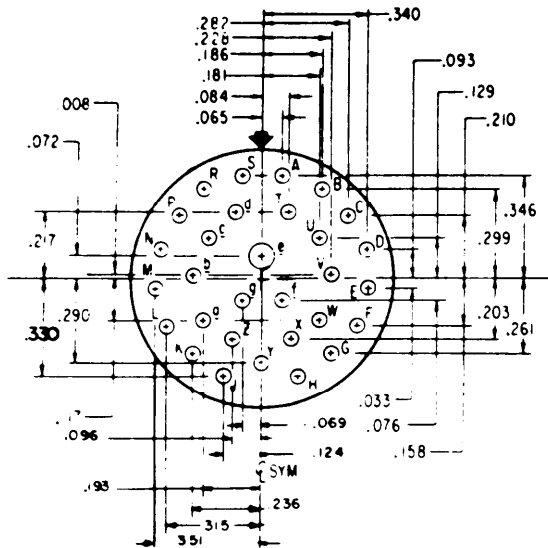 .340
.282
.228
.186
.181
.084
.065
.093
.129
.210
.008
.072
.217
.290
.330
.346
.299
.203
.261
S A
R B
P d T C
N c U D
e
M b V E
g f
L a W F
Z X
K Y G
J H
.033
.076
.158
.069
.096
.124
℄ SYM
.193
.236
.315
.351